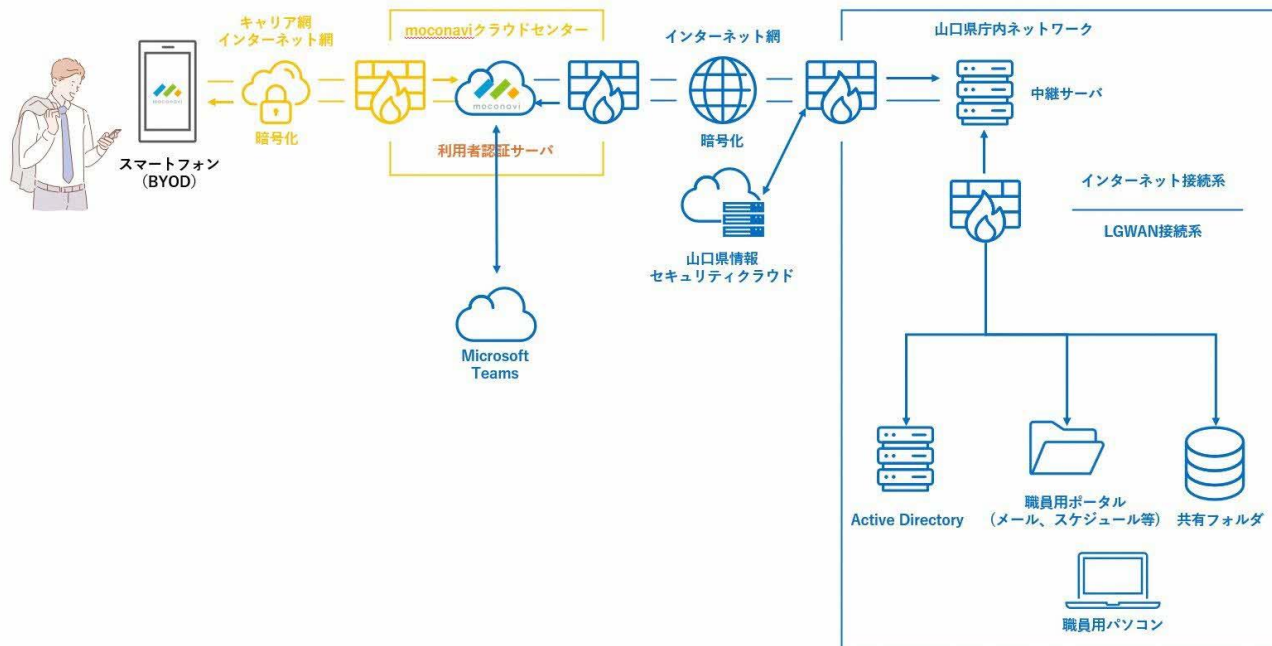 キャリア網
インターネット網
moconaviクラウドセンター
インターネット網
山口県庁内ネットワーク
moconavi
moconavi
中継サーバ
暗号化
利用者認証サーバ
暗号化
スマートフォン
(BYOD)
インターネット接続系
LGWAN接続系
山口県情報
セキュリティクラウド
Microsoft
Teams
Active Directory
職員用ポータル
(メール、スケジュール等)
共有フォルダ
職員用パソコン